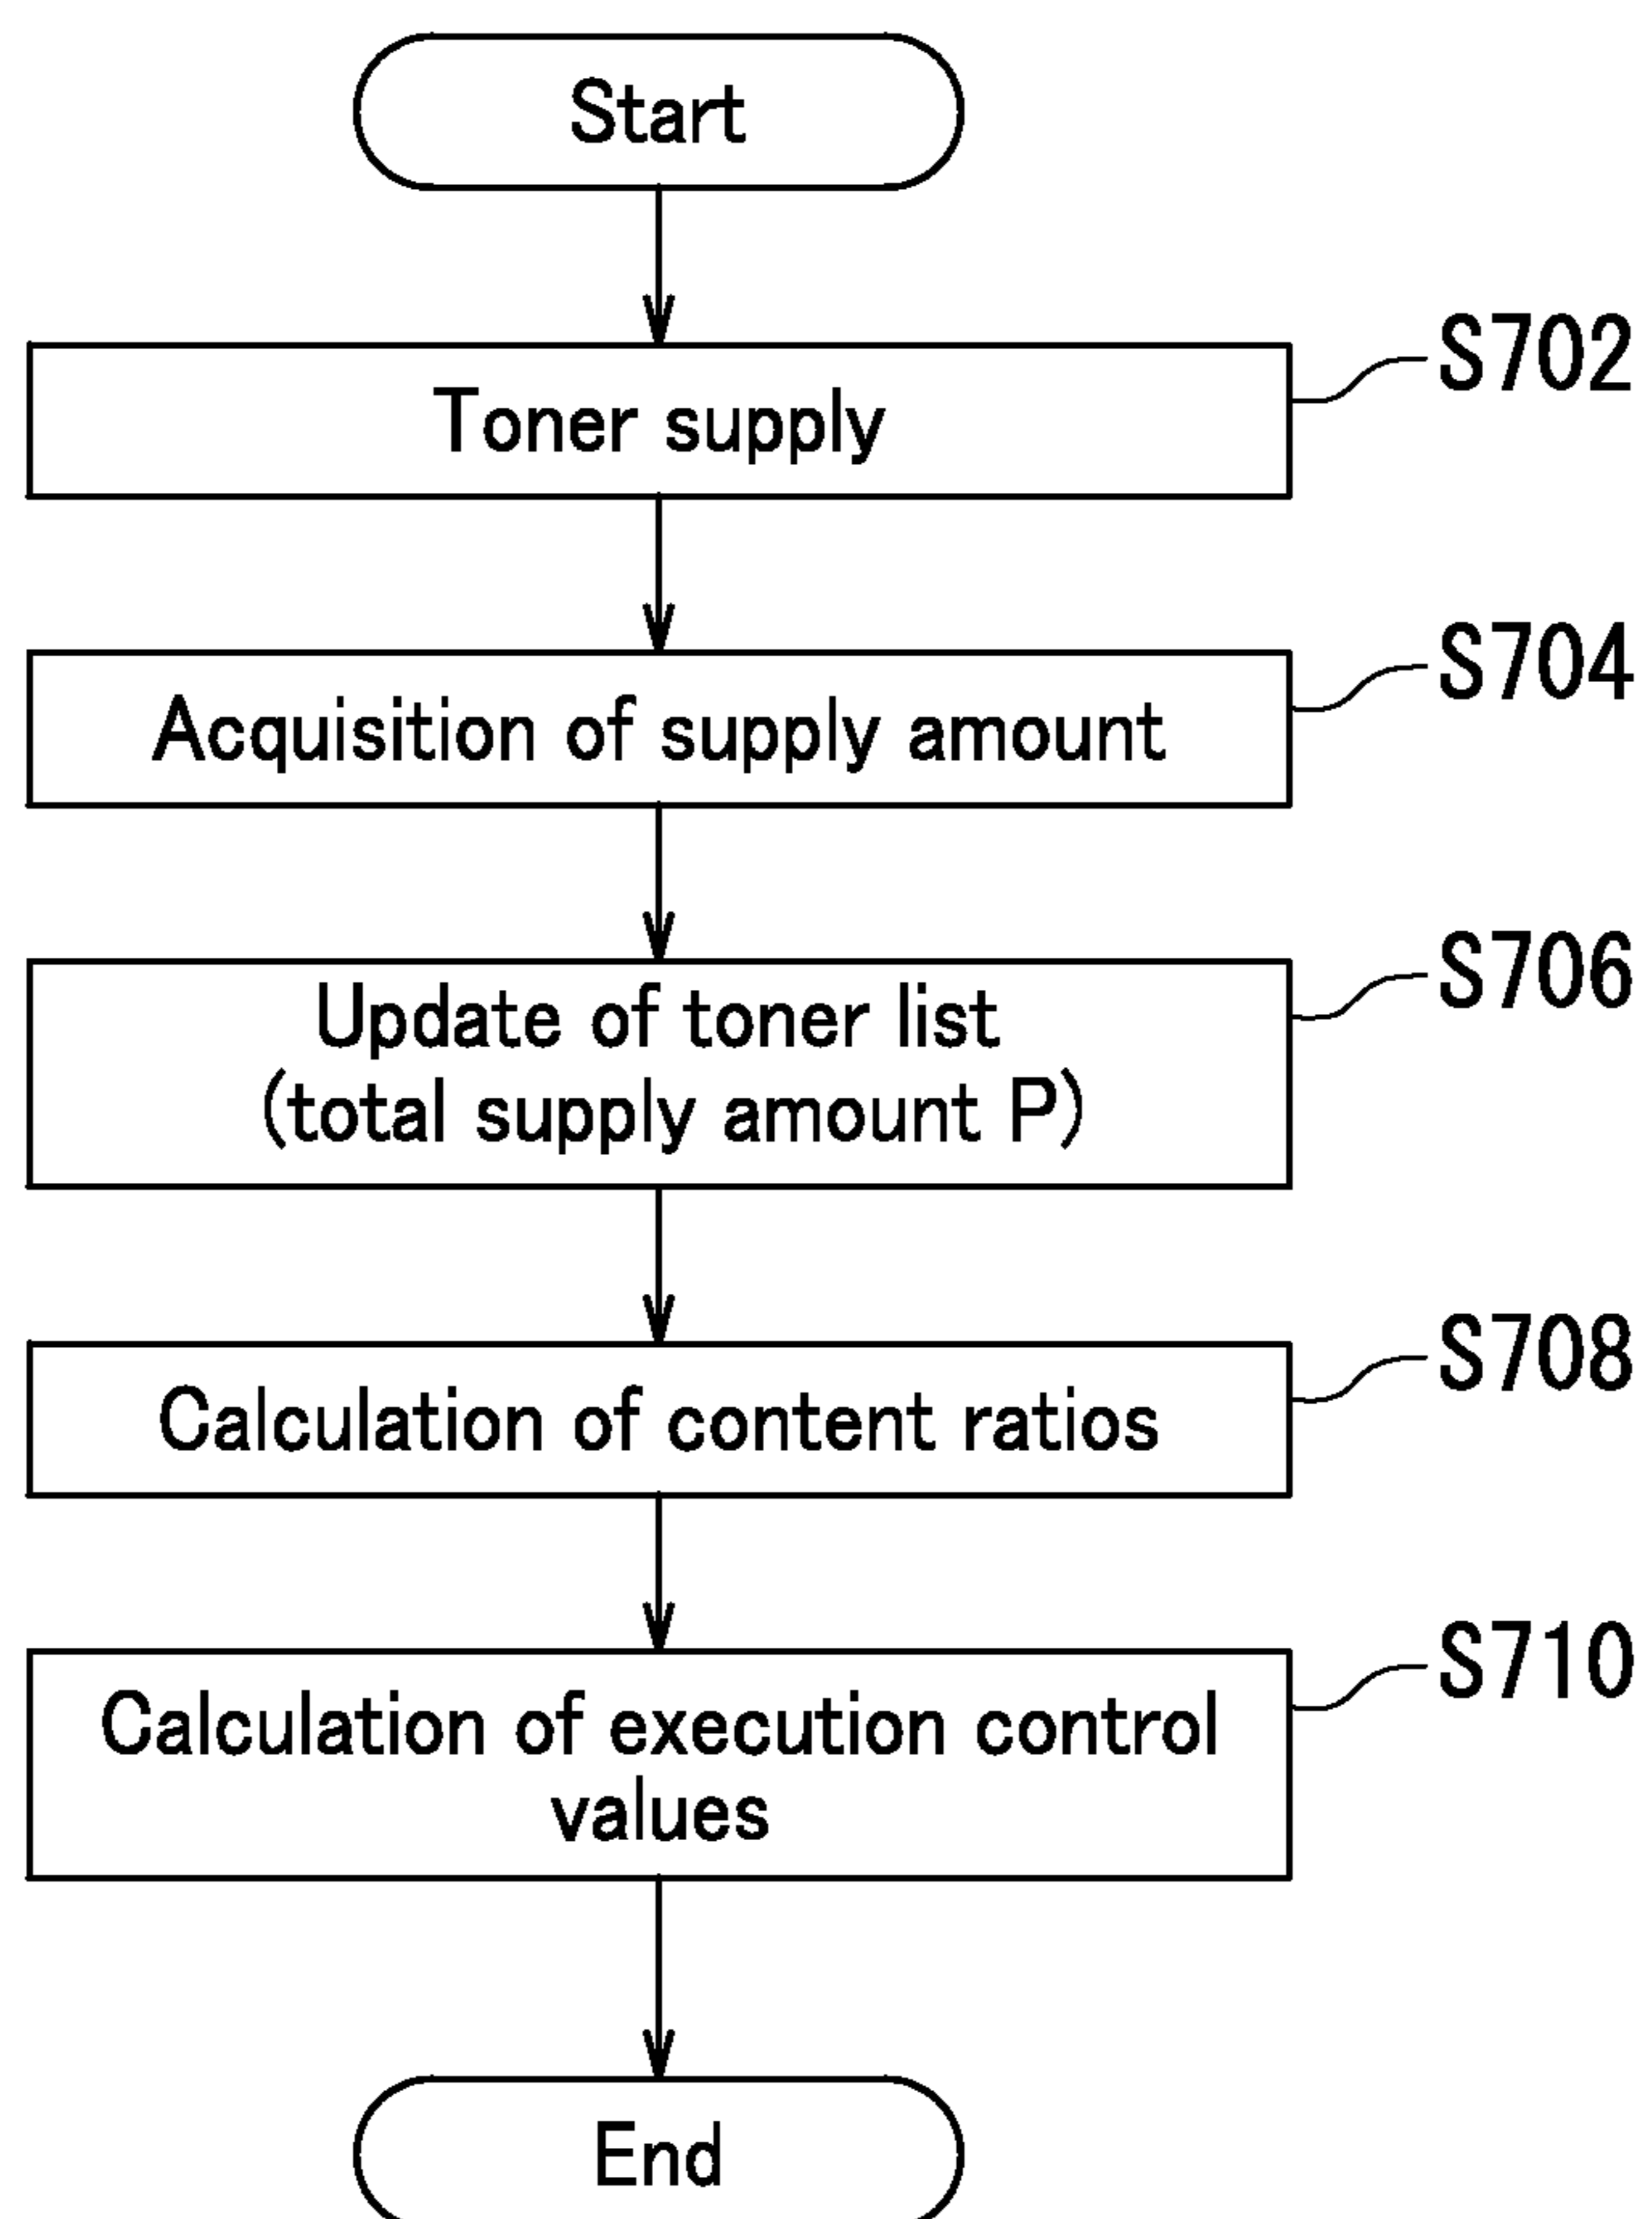 Start
S702
Toner supply
S704
Acquisition of supply amount
S706
Update of toner list
(total supply amount P)
S708
Calculation of content ratios
S710
Calculation of execution control
values
End